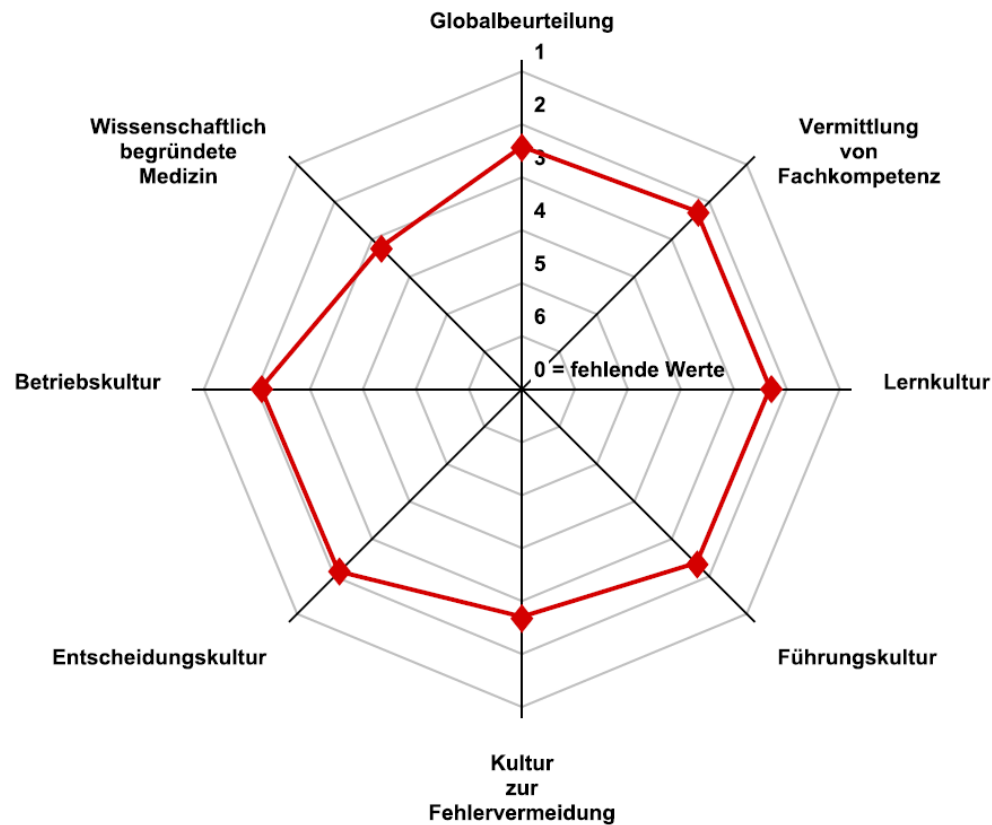 Globalbeurteilung
1
2
3
4
5
6
0 = fehlende Werte
Vermittlung
von
Fachkompetenz
Lernkultur
Führungskultur
Kultur
zur
Fehlervermeidung
Entscheidungskultur
Betriebskultur
Wissenschaftlich
begründete
Medizin